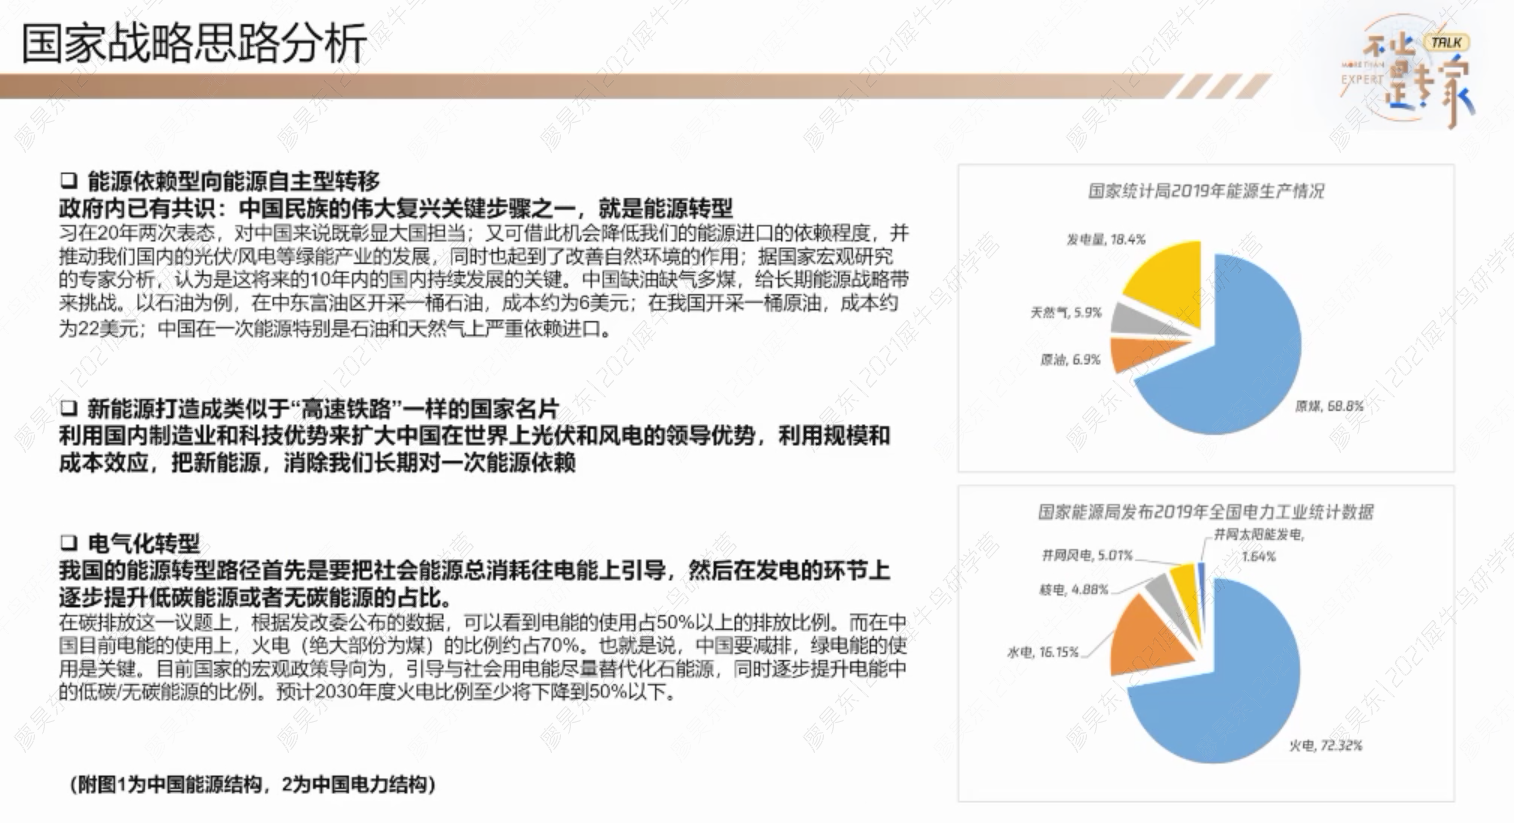 国家战略思路分析
不止
TALK
MORE THAN
EXPERT
是专家
❑ 能源依赖型向能源自主型转移
政府内已有共识：中国民族的伟大复兴关键步骤之一，就是能源转型
习在20年两次表态，对中国来说既彰显大国担当；又可借此机会降低我们的能源进口的依赖程度，并
推动我们国内的光伏/风电等绿能产业的发展，同时也起到了改善自然环境的作用；据国家宏观研究
的专家分析，认为是这将来的10年内的国内持续发展的关键。中国缺油缺气多煤，给长期能源战略带
来挑战。以石油为例，在中东富油区开采一桶石油，成本约为6美元；在我国开采一桶原油，成本约
为22美元；中国在一次能源特别是石油和天然气上严重依赖进口。
❑ 新能源打造成类似于“高速铁路”一样的国家名片
利用国内制造业和科技优势来扩大中国在世界上光伏和风电的领导优势，利用规模和
成本效应，把新能源，消除我们长期对一次能源依赖
❑ 电气化转型
我国的能源转型路径首先是要把社会能源总消耗往电能上引导，然后在发电的环节上
逐步提升低碳能源或者无碳能源的占比。
在碳排放这一议题上，根据发改委公布的数据，可以看到电能的使用占50%以上的排放比例。而在中
国目前电能的使用上，火电（绝大部份为煤）的比例约占70%。也就是说，中国要减排，绿电能的使
用是关键。目前国家的宏观政策导向为，引导与社会用电能尽量替代化石能源，同时逐步提升电能中
的低碳/无碳能源的比例。预计2030年度火电比例至少将下降到50%以下。
（附图1为中国能源结构，2为中国电力结构）
国家统计局2019年能源生产情况
发电量, 18.4%
天然气, 5.9%
原油, 6.9%
原煤, 68.8%
国家能源局发布2019年全国电力工业统计数据
并网太阳能发电,
1.64%
并网风电, 5.01%
核电, 4.88%
水电, 16.15%
火电, 72.32%
廖昊东|2021犀牛鸟研学营